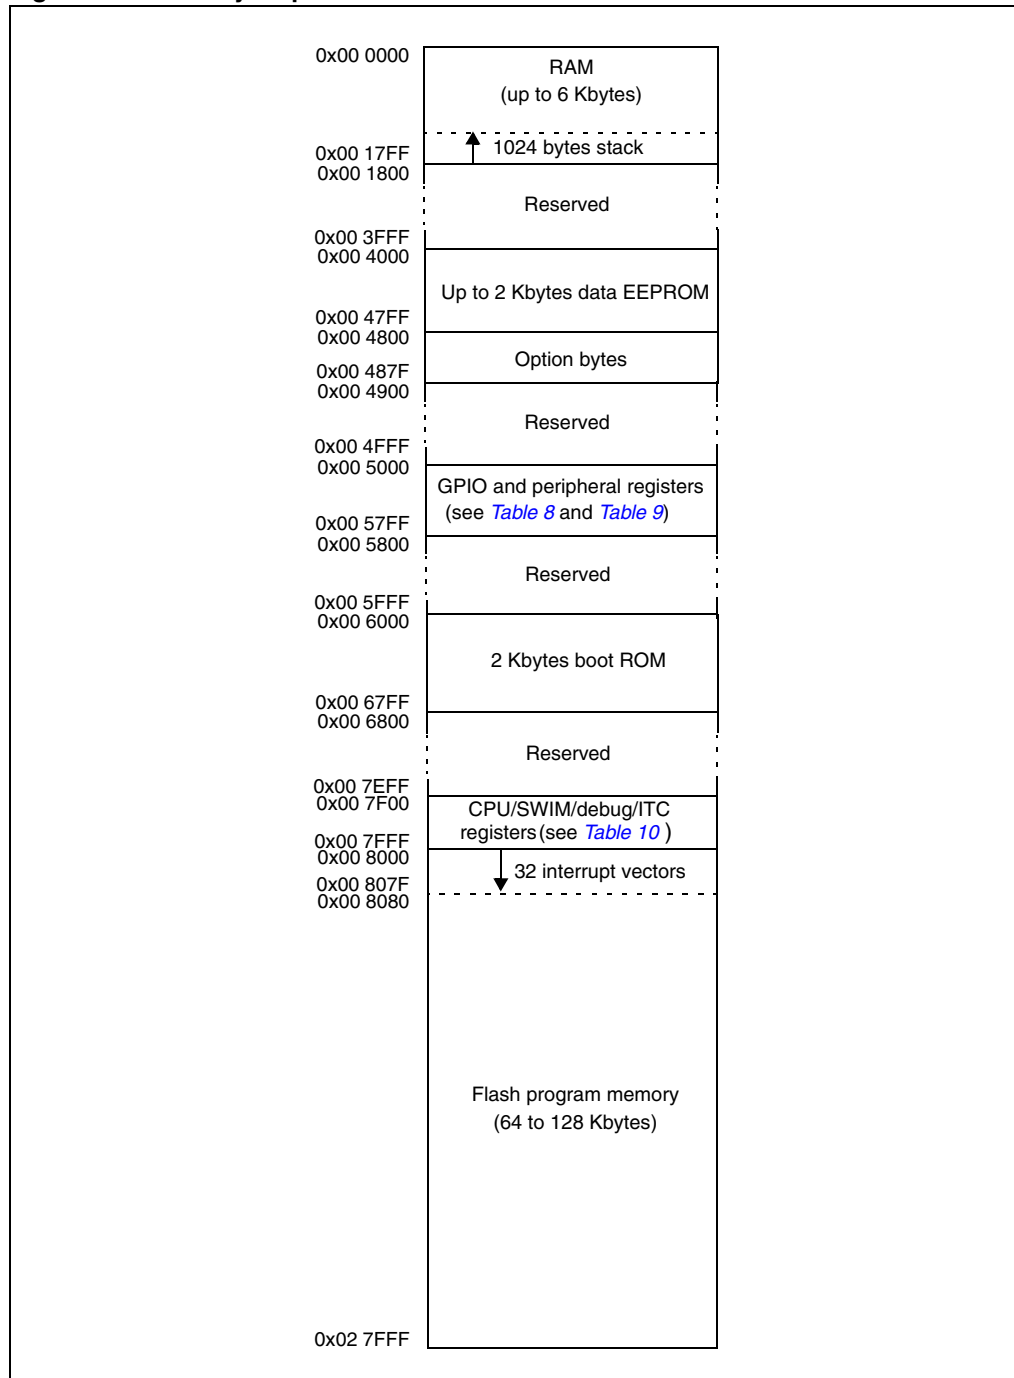 0x00 0000
RAM
(up to 6 Kbytes)
1024 bytes stack
0x00 17FF
0x00 1800
Reserved
0x00 3FFF
0x00 4000
Up to 2 Kbytes data EEPROM
0x00 47FF
0x00 4800
Option bytes
0x00 487F
0x00 4900
Reserved
0x00 4FFF
0x00 5000
GPIO and peripheral registers
(see Table 8 and Table 9)
0x00 57FF
0x00 5800
Reserved
0x00 5FFF
0x00 6000
2 Kbytes boot ROM
0x00 67FF
0x00 6800
Reserved
0x00 7EFF
0x00 7F00
CPU/SWIM/debug/ITC
registers (see Table 10 )
0x00 7FFF
0x00 8000
32 interrupt vectors
0x00 807F
0x00 8080
Flash program memory
(64 to 128 Kbytes)
0x02 7FFF